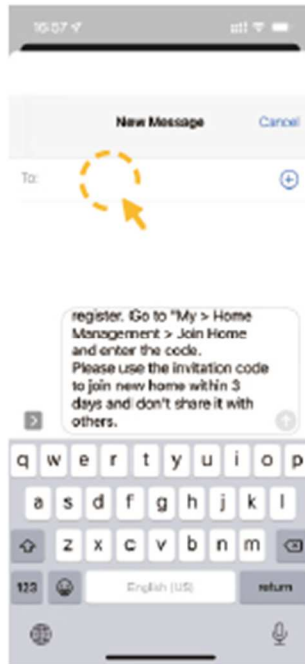 16:57
New Message
Cancel
To:
register. Go to "My > Home
Management > Join Home
and enter the code.
Please use the invitation code
to join new home within 3
days and don't share it with
others.
q w e r t y u i o p
a s d f g h j k l
z x c v b n m
123
English (US)
return